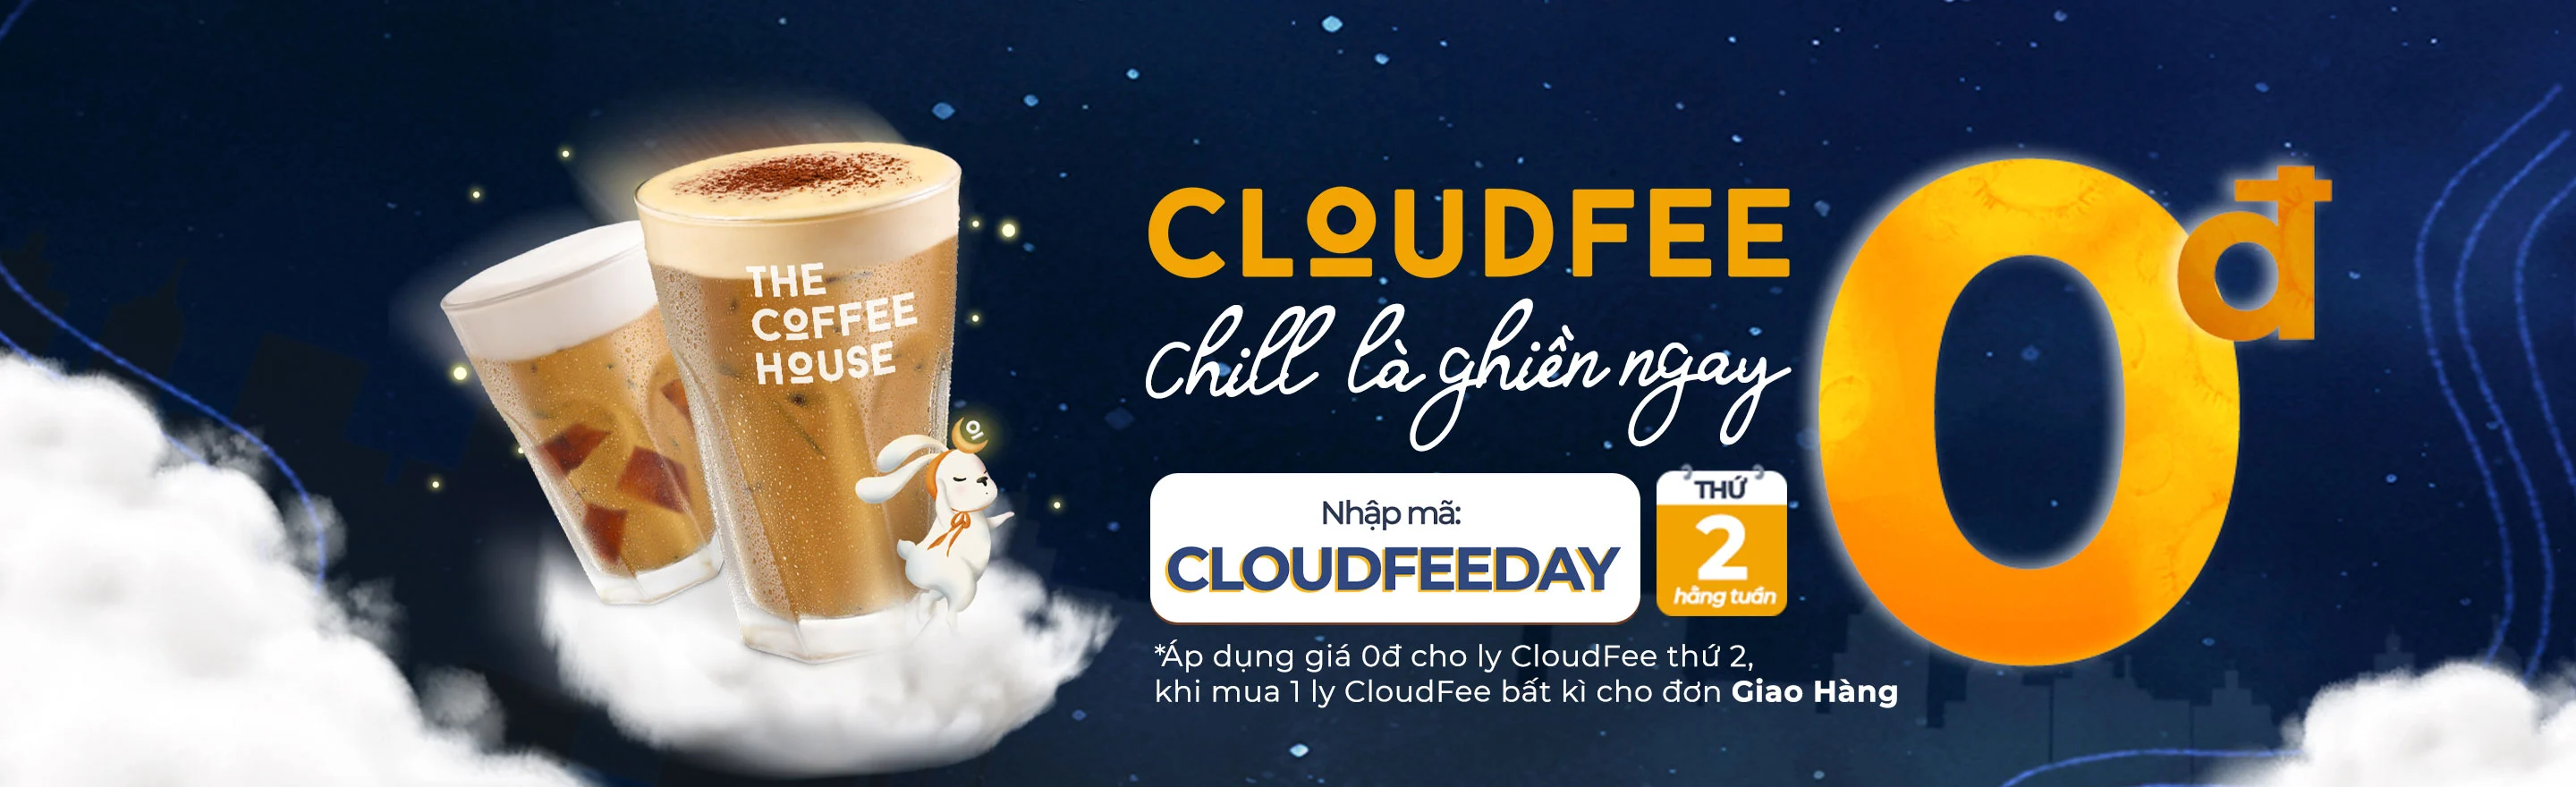 THE
COFFEE
HOUSE
CLOUDFEE
chill là ghiền ngay
0đ
Nhập mã:
CLOUDFEEDAY
THỨ
2
hằng tuần
*Áp dụng giá 0đ cho ly CloudFee thứ 2,
khi mua 1 ly CloudFee bất kì cho đơn Giao Hàng